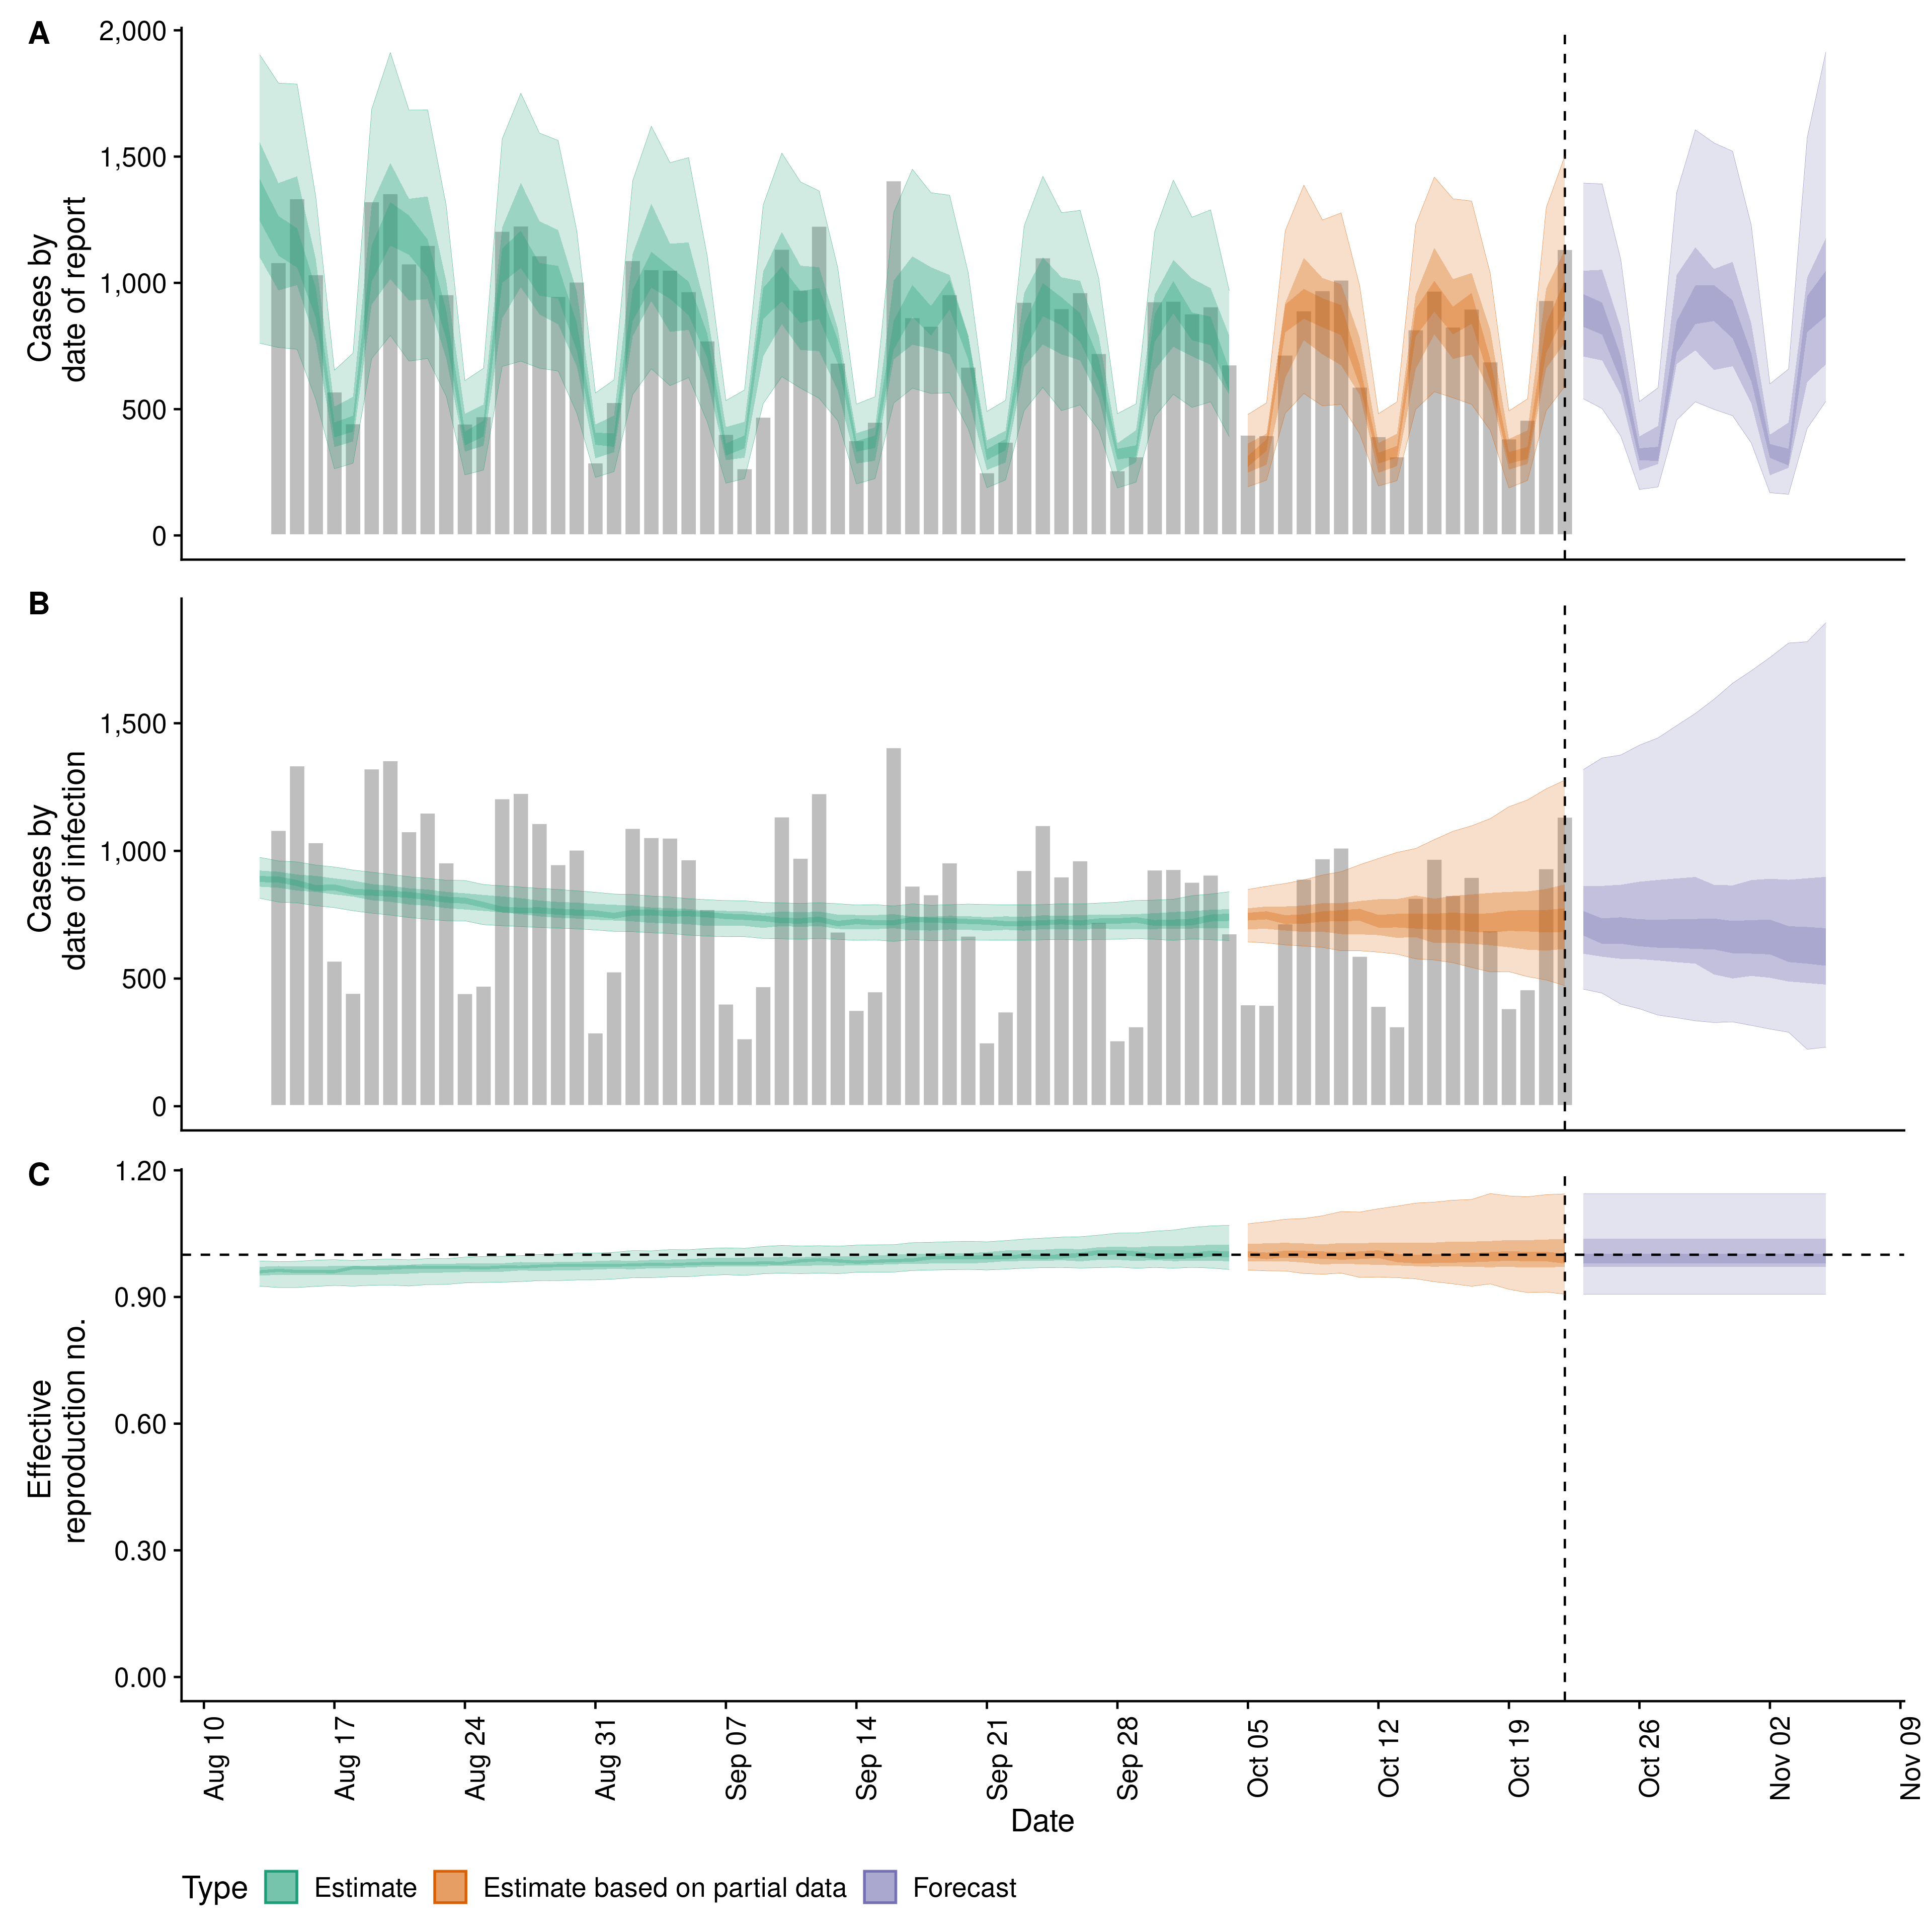 A
Cases by
date of report
2,000
1,500
1,000
500
0
B
Cases by
date of infection
1,500
1,000
500
0
C
Effective
reproduction no.
1.20
0.90
0.60
0.30
0.00
Aug 10
Aug 17
Aug 24
Aug 31
Sep 07
Sep 14
Sep 21
Sep 28
Oct 05
Oct 12
Oct 19
Oct 26
Nov 02
Nov 09
Date
Type Estimate Estimate based on partial data Forecast